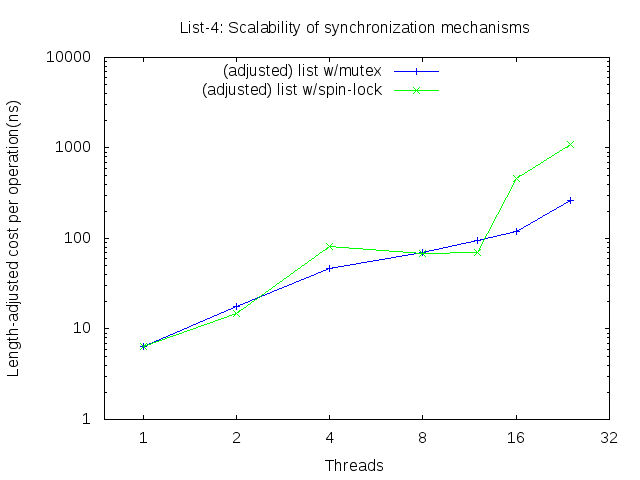 List-4: Scalability of synchronization mechanisms
(adjusted) list w/mutex
(adjusted) list w/spin-lock
Length-adjusted cost per operation(ns)
10000
1000
100
10
1
1 2 4 8 16 32
Threads